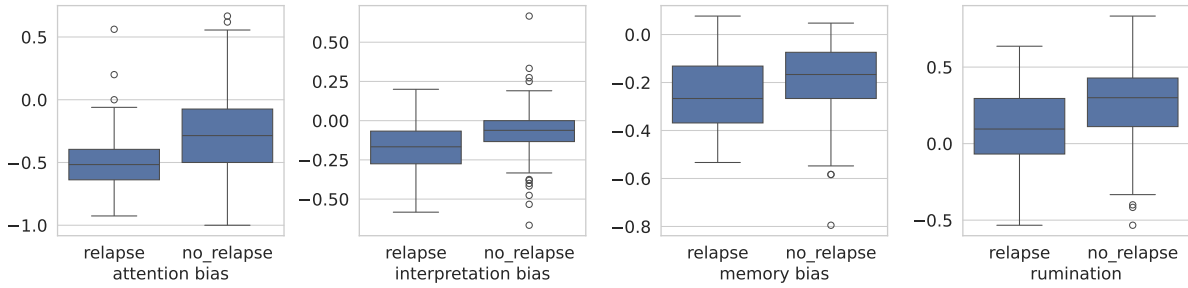 0.5
0.0
−0.5
−1.0
relapse no_relapse
attention bias
0.50
0.25
0.00
−0.25
−0.50
relapse no_relapse
interpretation bias
0.0
−0.2
−0.4
−0.6
−0.8
relapse no_relapse
memory bias
0.5
0.0
−0.5
relapse no_relapse
rumination